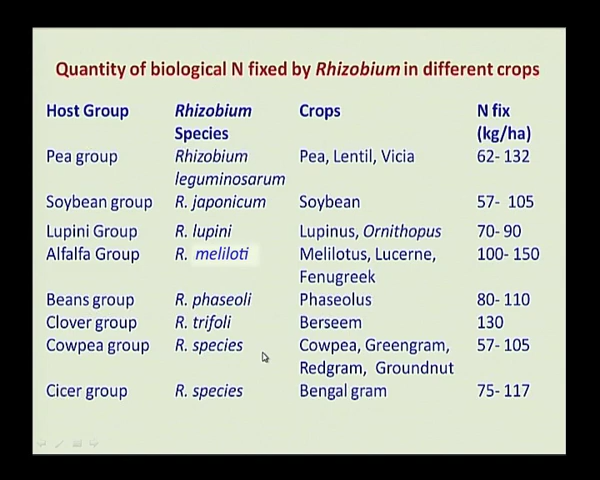 Quantity of biological N fixed by Rhizobium in different crops
Host Group Rhizobium Species Crops N fix (kg/ha)
Pea group Rhizobium leguminosarum Pea, Lentil, Vicia 62- 132
Soybean group R. japonicum Soybean 57- 105
Lupini Group R. lupini Lupinus, Ornithopus 70- 90
Alfalfa Group R. meliloti Melilotus, Lucerne, Fenugreek 100- 150
Beans group R. phaseoli Phaseolus 80- 110
Clover group R. trifoli Berseem 130
Cowpea group R. species Cowpea, Greengram, Redgram, Groundnut 57- 105
Cicer group R. species Bengal gram 75- 117